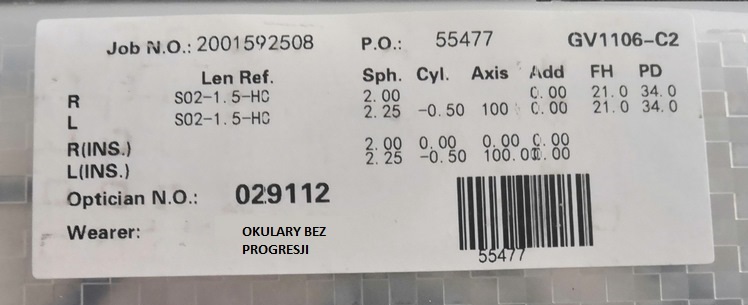 Job N.O.: 2001592508 P.O.: 55477 GV1106-C2
Len Ref. Sph. Cyl. Axis Add FH PD
R S02-1.5-HC 2.00 0.00 21.0 34.0
L S02-1.5-HC 2.25 -0.50 100 0.00 21.0 34.0
R(INS.) 2.00 0.00 0.00 0.00
L(INS.) 2.25 -0.50 100.00 0.00
Optician N.O.: 029112
Wearer: OKULARY BEZ
PROGRESJI
55477